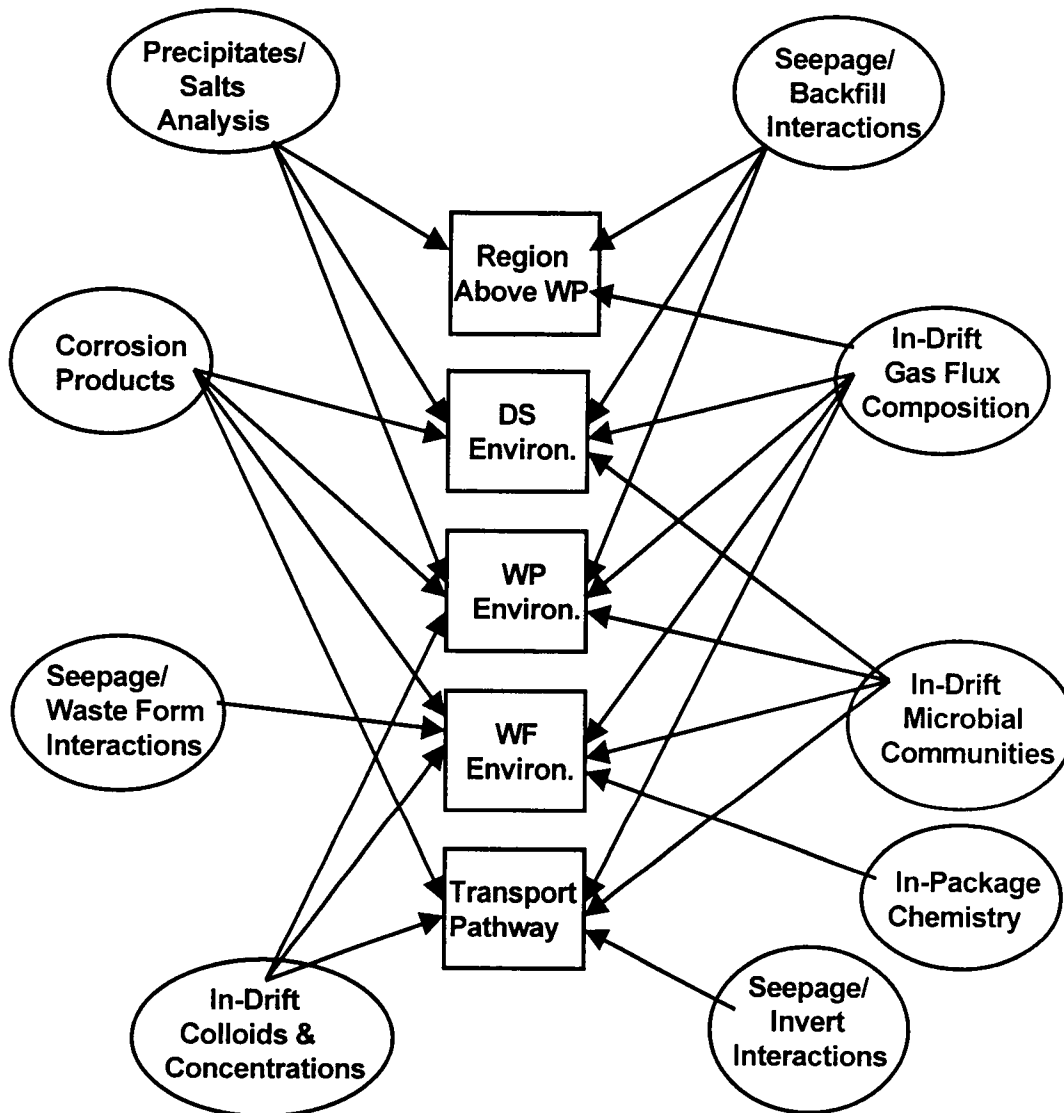 Precipitates/
Salts
Analysis
Seepage/
Backfill
Interactions
Region
Above WP
Corrosion
Products
In-Drift
Gas Flux
Composition
DS
Environ.
WP
Environ.
Seepage/
Waste Form
Interactions
In-Drift
Microbial
Communities
WF
Environ.
In-Package
Chemistry
Transport
Pathway
In-Drift
Colloids &
Concentrations
Seepage/
Invert
Interactions